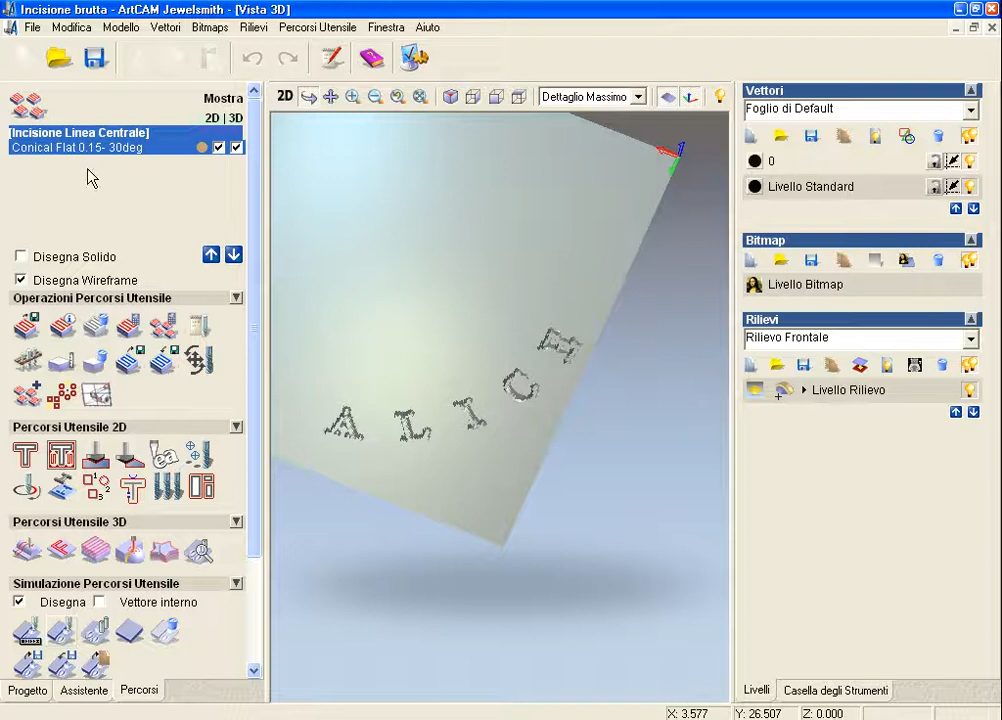 Incisione brutta - ArtCAM Jewelsmith - [Vista 3D]
File Modifica Modello Vettori Bitmaps Rilievi Percorsi Utensile Finestra Aiuto
Mostra
2D | 3D
[Incisione Linea Centrale]
Conical Flat 0.15- 30deg
Disegna Solido
Disegna Wireframe
Operazioni Percorsi Utensile
Percorsi Utensile 2D
Percorsi Utensile 3D
Simulazione Percorsi Utensile
Disegna Vettore interno
Progetto Assistente Percorsi
2D Dettaglio Massimo
A L I C E
Vettori
Foglio di Default
0
Livello Standard
Bitmap
Livello Bitmap
Rilievi
Rilievo Frontale
Livello Rilievo
Livelli Casella degli Strumenti
X: 3.577 Y: 26.507 Z: 0.000